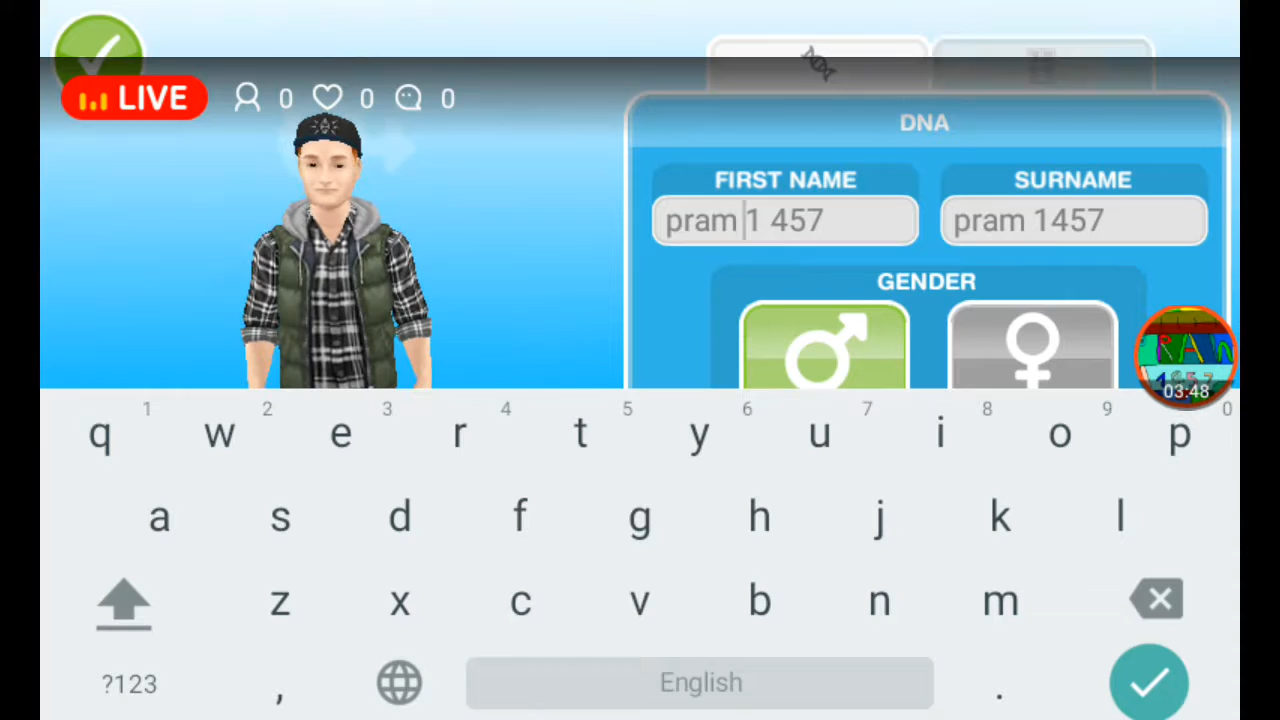 LIVE 0 0 0
DNA
FIRST NAME SURNAME
pram 1 457 pram 1457
GENDER
03:48
1 2 3 4 5 6 7 8 9 0
q w e r t y u i o p
a s d f g h j k l
z x c v b n m
?123 , English .